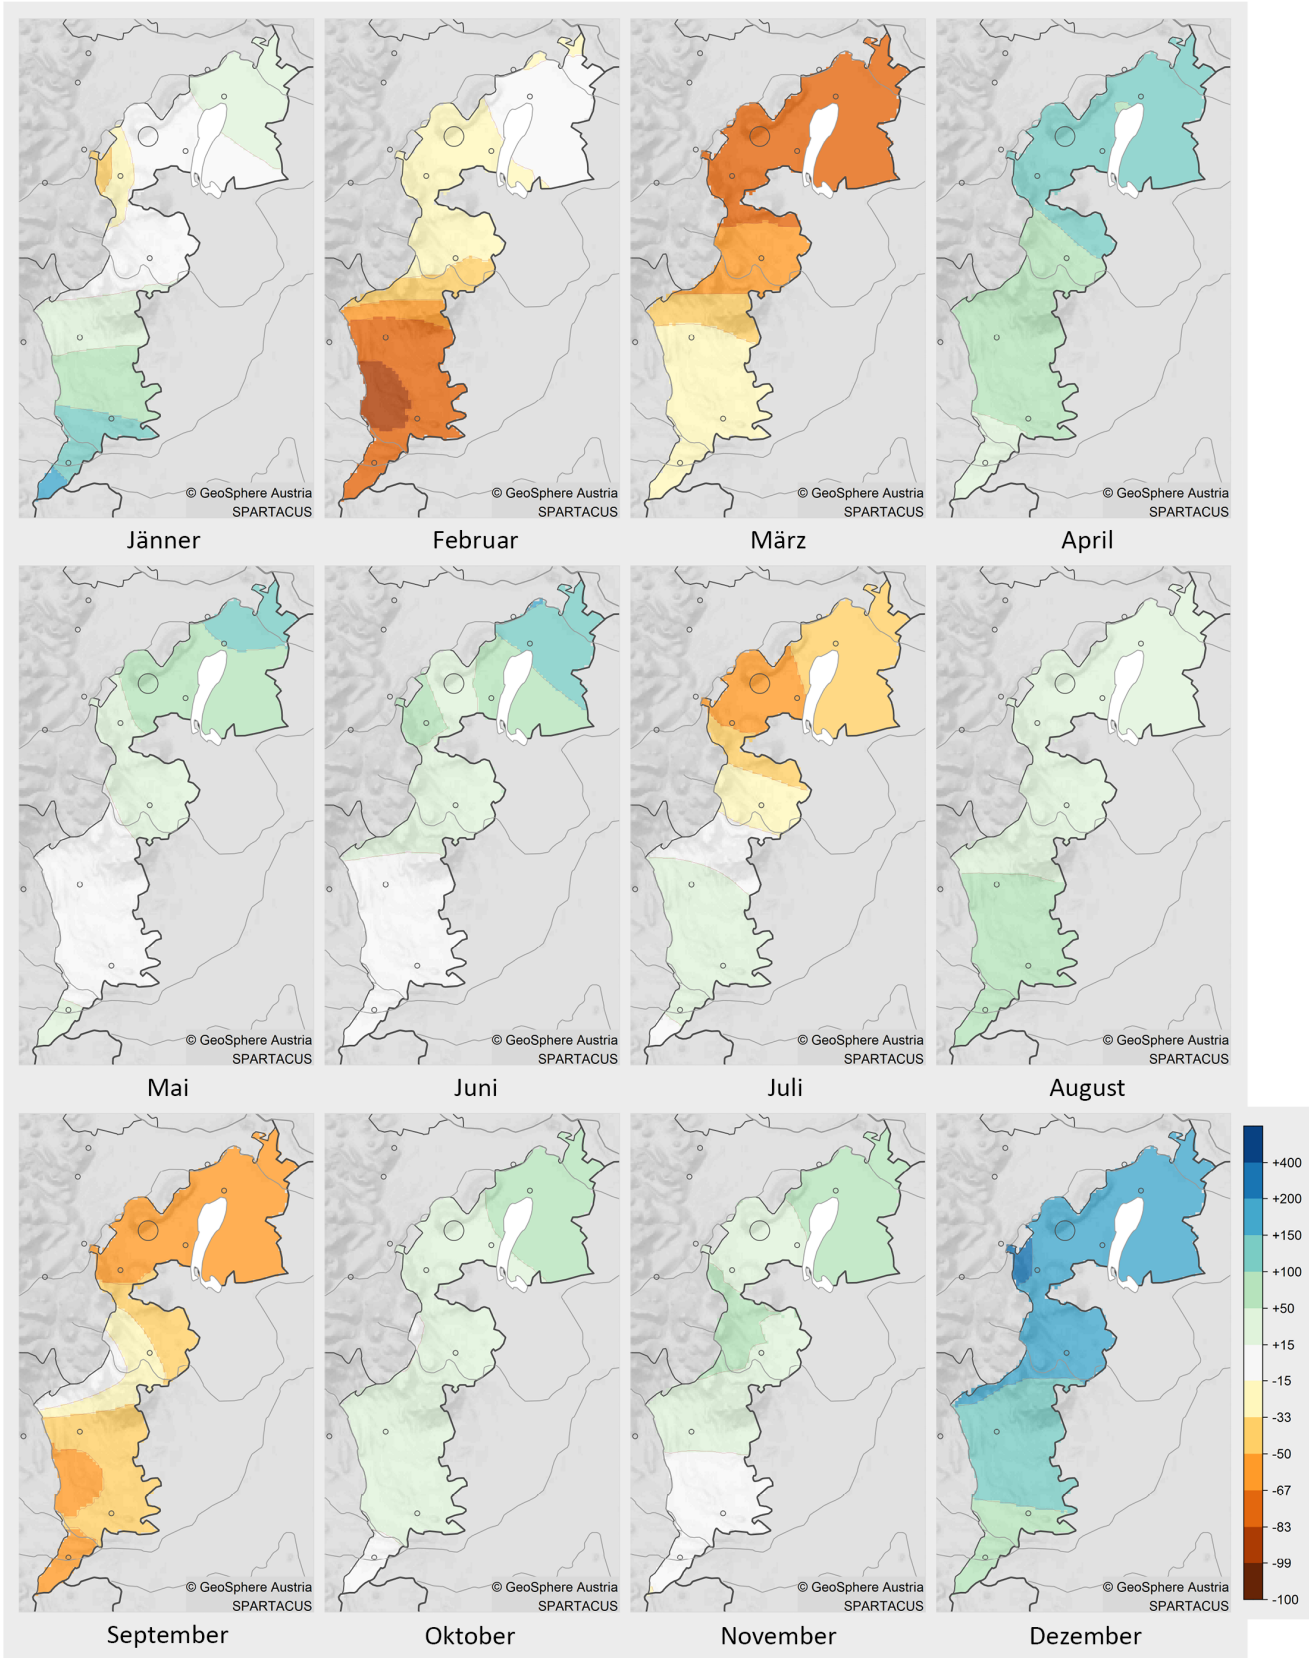 © GeoSphere Austria
SPARTACUS
Jänner
© GeoSphere Austria
SPARTACUS
Februar
© GeoSphere Austria
SPARTACUS
März
© GeoSphere Austria
SPARTACUS
April
© GeoSphere Austria
SPARTACUS
Mai
© GeoSphere Austria
SPARTACUS
Juni
© GeoSphere Austria
SPARTACUS
Juli
© GeoSphere Austria
SPARTACUS
August
© GeoSphere Austria
SPARTACUS
September
© GeoSphere Austria
SPARTACUS
Oktober
© GeoSphere Austria
SPARTACUS
November
© GeoSphere Austria
SPARTACUS
Dezember
+400
+200
+150
+100
+50
+15
-15
-33
-50
-67
-83
-99
-100